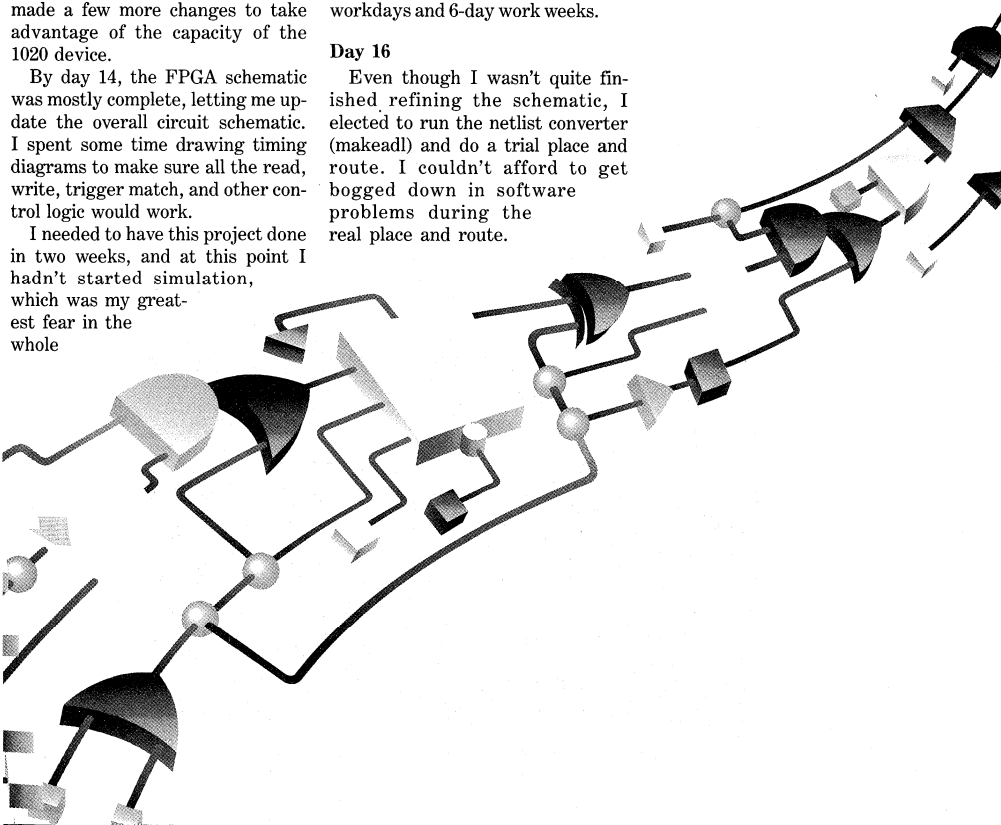 made a few more changes to take
advantage of the capacity of the
1020 device.
By day 14, the FPGA schematic
was mostly complete, letting me up-
date the overall circuit schematic.
I spent some time drawing timing
diagrams to make sure all the read,
write, trigger match, and other con-
trol logic would work.
I needed to have this project done
in two weeks, and at this point I
hadn't started simulation,
which was my great-
est fear in the
whole
workdays and 6-day work weeks.
Day 16
Even though I wasn't quite fin-
ished refining the schematic, I
elected to run the netlist converter
(makeadl) and do a trial place and
route. I couldn't afford to get
bogged down in software
problems during the
real place and route.